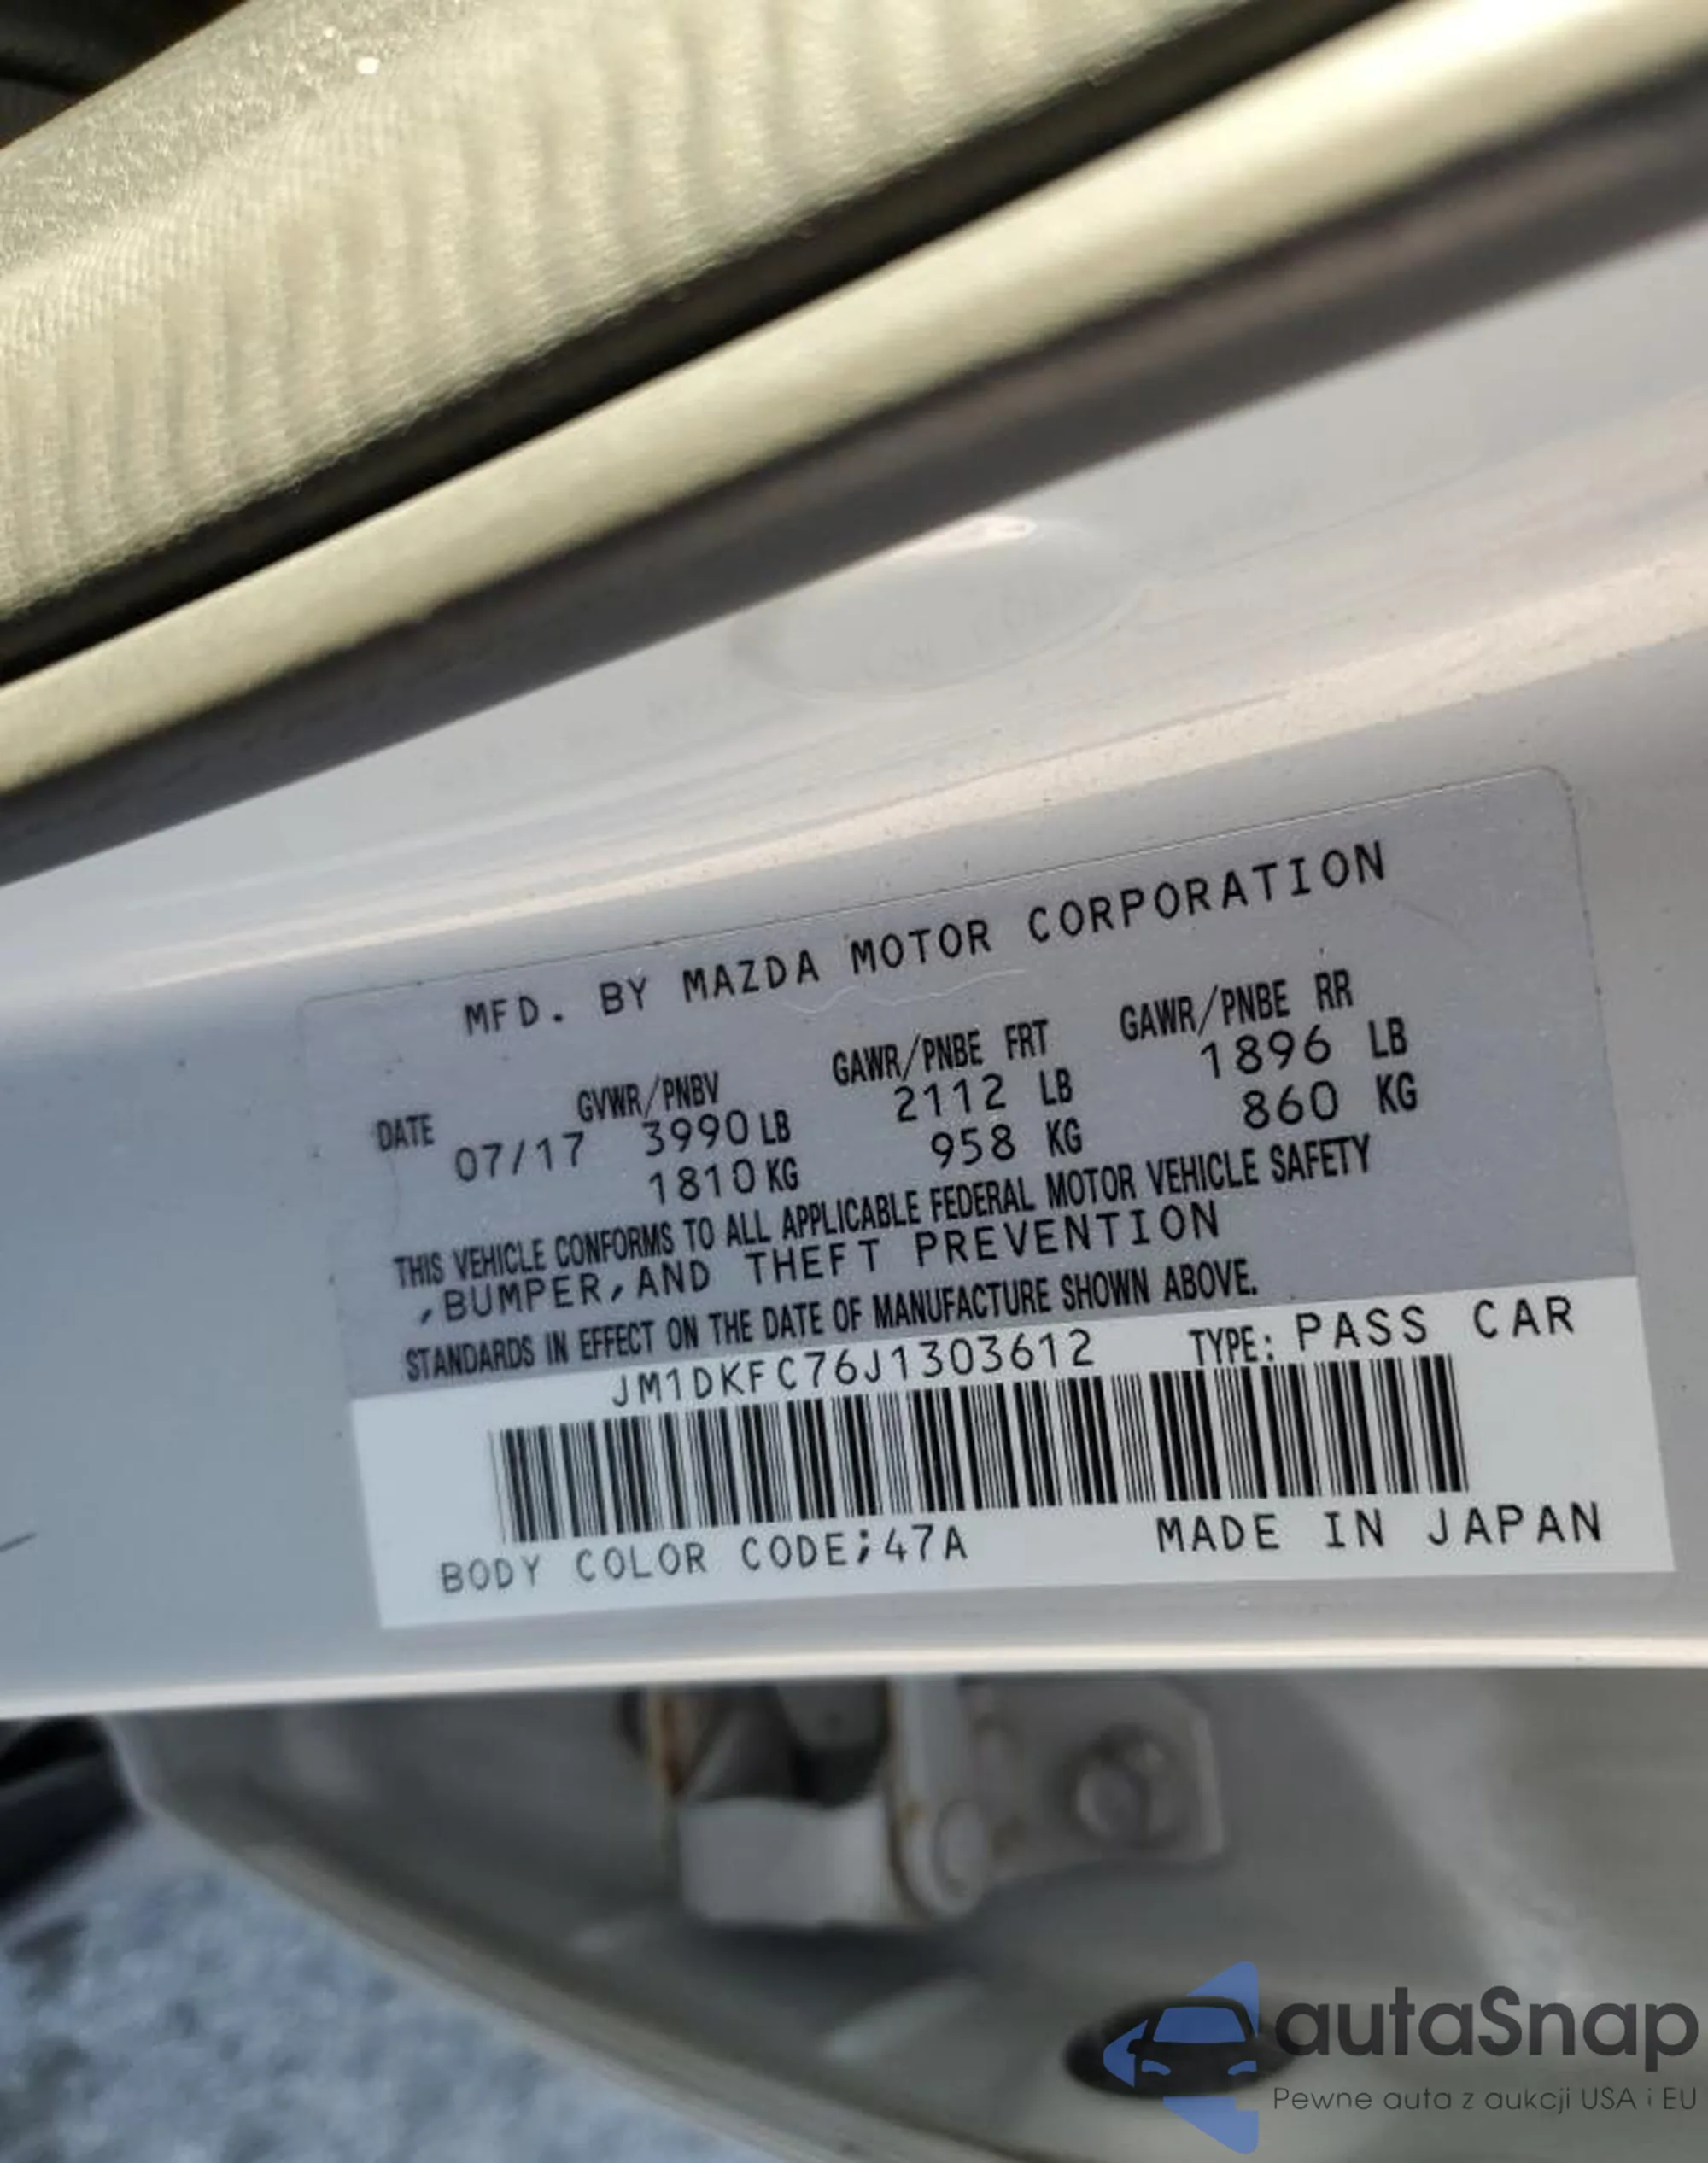 MFD. BY MAZDA MOTOR CORPORATION
DATE GVWR/PNBV GAWR/PNBE FRT GAWR/PNBE RR
07/17 3990 LB 2112 LB 1896 LB
1810 KG 958 KG 860 KG
THIS VEHICLE CONFORMS TO ALL APPLICABLE FEDERAL MOTOR VEHICLE SAFETY
,BUMPER,AND THEFT PREVENTION
STANDARDS IN EFFECT ON THE DATE OF MANUFACTURE SHOWN ABOVE.
JM1DKFC76J1303612 TYPE: PASS CAR
BODY COLOR CODE;47A MADE IN JAPAN
autaSnap
Pewne auta z aukcji USA i EU